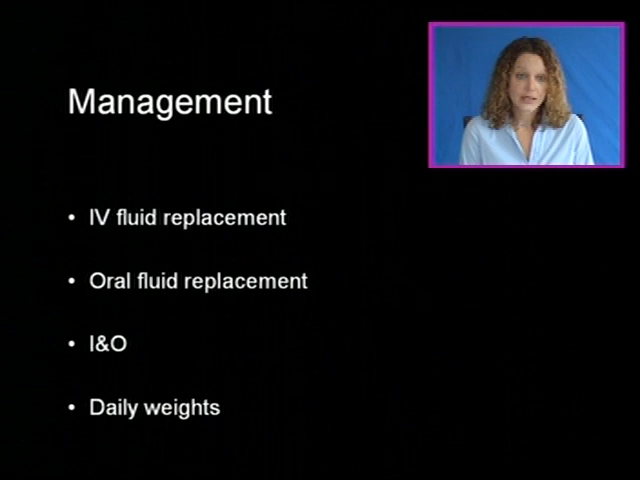 Management
• IV fluid replacement
• Oral fluid replacement
• I&O
• Daily weights